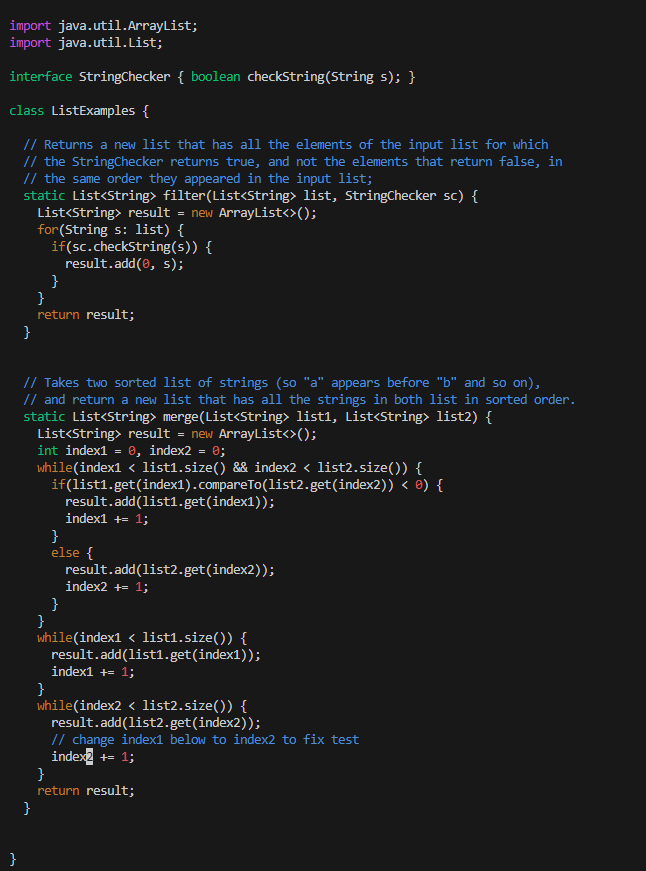 import java.util.ArrayList;
import java.util.List;

interface StringChecker { boolean checkString(String s); }

class ListExamples {

  // Returns a new list that has all the elements of the input list for which
  // the StringChecker returns true, and not the elements that return false, in
  // the same order they appeared in the input list;
  static List<String> filter(List<String> list, StringChecker sc) {
    List<String> result = new ArrayList<>();
    for(String s: list) {
      if(sc.checkString(s)) {
        result.add(0, s);
      }
    }
    return result;
  }


  // Takes two sorted list of strings (so "a" appears before "b" and so on),
  // and return a new list that has all the strings in both list in sorted order.
  static List<String> merge(List<String> list1, List<String> list2) {
    List<String> result = new ArrayList<>();
    int index1 = 0, index2 = 0;
    while(index1 < list1.size() && index2 < list2.size()) {
      if(list1.get(index1).compareTo(list2.get(index2)) < 0) {
        result.add(list1.get(index1));
        index1 += 1;
      }
      else {
        result.add(list2.get(index2));
        index2 += 1;
      }
    }
    while(index1 < list1.size()) {
      result.add(list1.get(index1));
      index1 += 1;
    }
    while(index2 < list2.size()) {
      result.add(list2.get(index2));
      // change index1 below to index2 to fix test
      index2 += 1;
    }
    return result;
  }


}